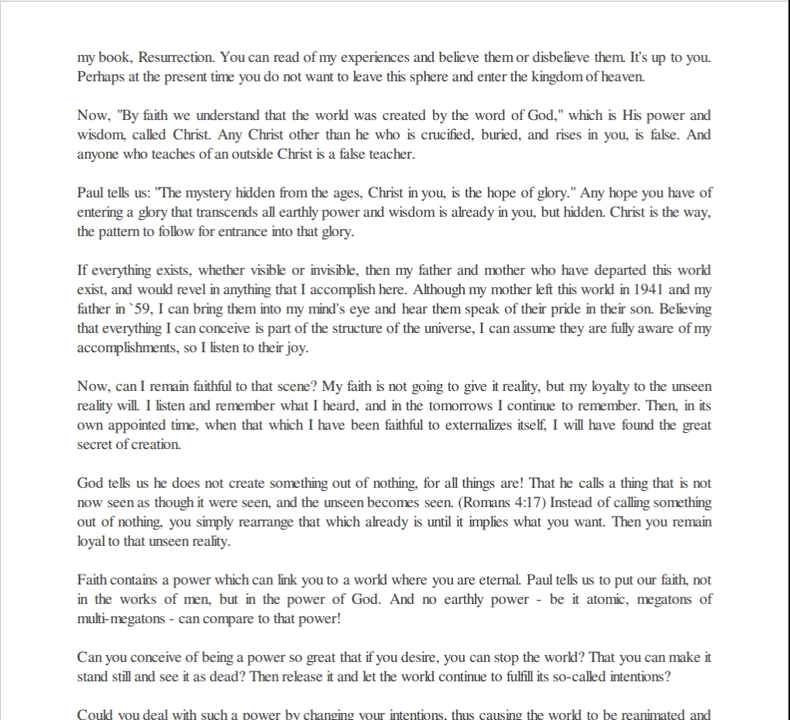 my book, Resurrection. You can read of my experiences and believe them or disbelieve them. It's up to you.
Perhaps at the present time you do not want to leave this sphere and enter the kingdom of heaven.
Now, "By faith we understand that the world was created by the word of God," which is His power and
wisdom, called Christ. Any Christ other than he who is crucified, buried, and rises in you, is false. And
anyone who teaches of an outside Christ is a false teacher.
Paul tells us: "The mystery hidden from the ages, Christ in you, is the hope of glory." Any hope you have of
entering a glory that transcends all earthly power and wisdom is already in you, but hidden. Christ is the way,
the pattern to follow for entrance into that glory.
If everything exists, whether visible or invisible, then my father and mother who have departed this world
exist, and would revel in anything that I accomplish here. Although my mother left this world in 1941 and my
father in `59, I can bring them into my mind's eye and hear them speak of their pride in their son. Believing
that everything I can conceive is part of the structure of the universe, I can assume they are fully aware of my
accomplishments, so I listen to their joy.
Now, can I remain faithful to that scene? My faith is not going to give it reality, but my loyalty to the unseen
reality will. I listen and remember what I heard, and in the tomorrows I continue to remember. Then, in its
own appointed time, when that which I have been faithful to externalizes itself, I will have found the great
secret of creation.
God tells us he does not create something out of nothing, for all things are! That he calls a thing that is not
now seen as though it were seen, and the unseen becomes seen. (Romans 4:17) Instead of calling something
out of nothing, you simply rearrange that which already is until it implies what you want. Then you remain
loyal to that unseen reality.
Faith contains a power which can link you to a world where you are eternal. Paul tells us to put our faith, not
in the works of men, but in the power of God. And no earthly power - be it atomic, megatons of
multi-megatons - can compare to that power!
Can you conceive of being a power so great that if you desire, you can stop the world? That you can make it
stand still and see it as dead? Then release it and let the world continue to fulfill its so-called intentions?
Could you deal with such a power by changing your intentions, thus causing the world to be reanimated and